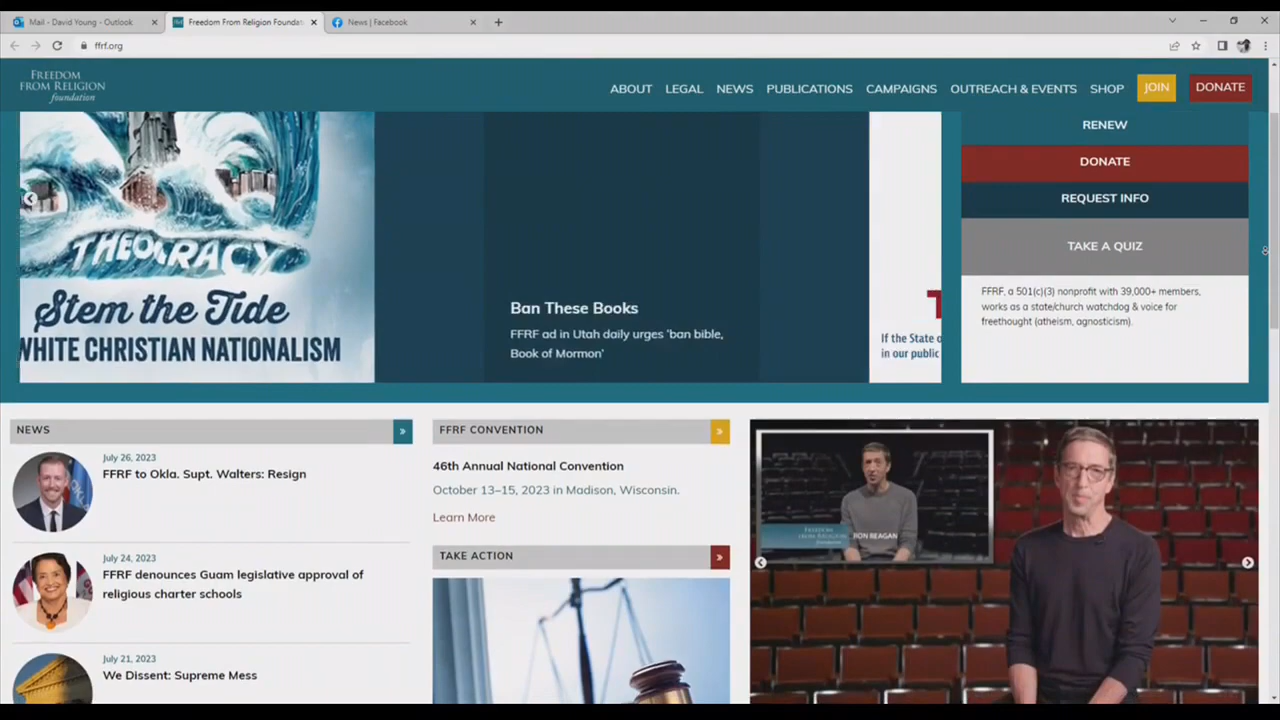 Mail - David Young - Outlook
Freedom From Religion Foundat
News | Facebook
ffrf.org
FREEDOM
FROM RELIGION
foundation
ABOUT LEGAL NEWS PUBLICATIONS CAMPAIGNS OUTREACH & EVENTS SHOP JOIN DONATE
THEOCRACY
Stem the Tide
WHITE CHRISTIAN NATIONALISM
Ban These Books
FFRF ad in Utah daily urges 'ban bible,
Book of Mormon'
T
If the State o
in our public
RENEW
DONATE
REQUEST INFO
TAKE A QUIZ
FFRF, a 501(c)(3) nonprofit with 39,000+ members,
works as a state/church watchdog & voice for
freethought (atheism, agnosticism).
NEWS
July 26, 2023
FFRF to Okla. Supt. Walters: Resign
July 24, 2023
FFRF denounces Guam legislative approval of
religious charter schools
July 21, 2023
We Dissent: Supreme Mess
FFRF CONVENTION
46th Annual National Convention
October 13–15, 2023 in Madison, Wisconsin.
Learn More
TAKE ACTION
FREEDOM
FROM RELIGION
foundation
RON REAGAN